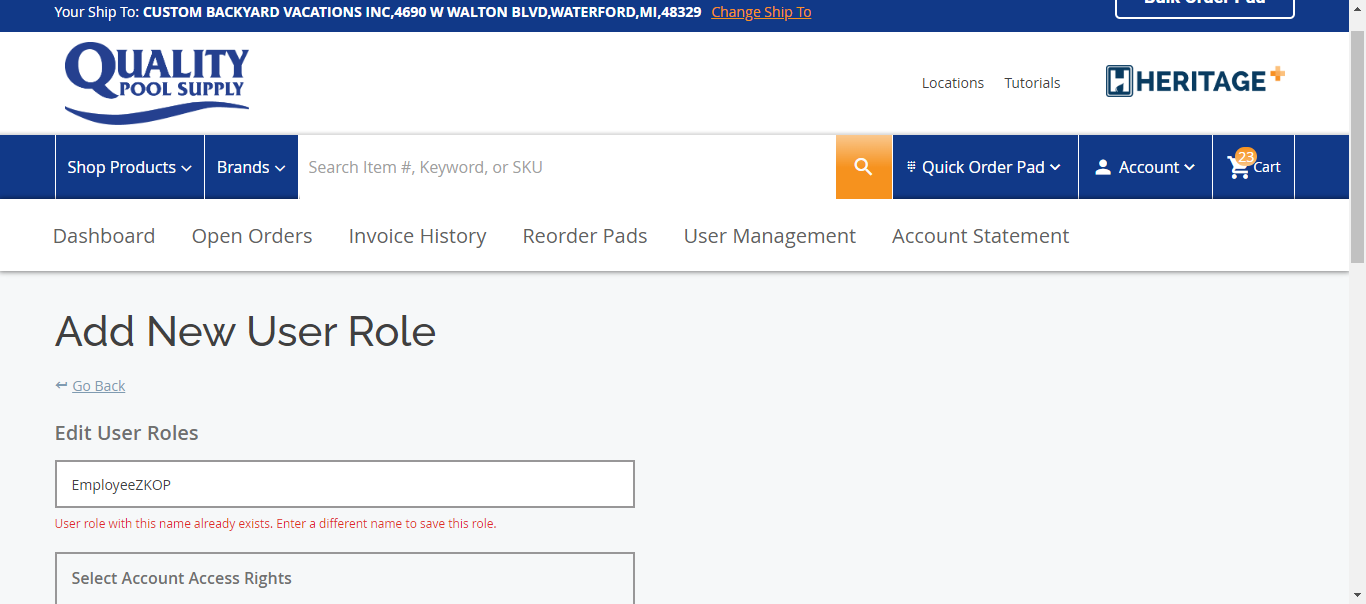 Your Ship To: CUSTOM BACKYARD VACATIONS INC,4690 W WALTON BLVD,WATERFORD,MI,48329 Change Ship To
Bulk Order Pad
QUALITY
POOL SUPPLY
Locations Tutorials
HERITAGE+
Shop Products
Brands
Search Item #, Keyword, or SKU
Quick Order Pad
Account
23
Cart
Dashboard Open Orders Invoice History Reorder Pads User Management Account Statement
Add New User Role
Go Back
Edit User Roles
EmployeeZKOP
User role with this name already exists. Enter a different name to save this role.
Select Account Access Rights